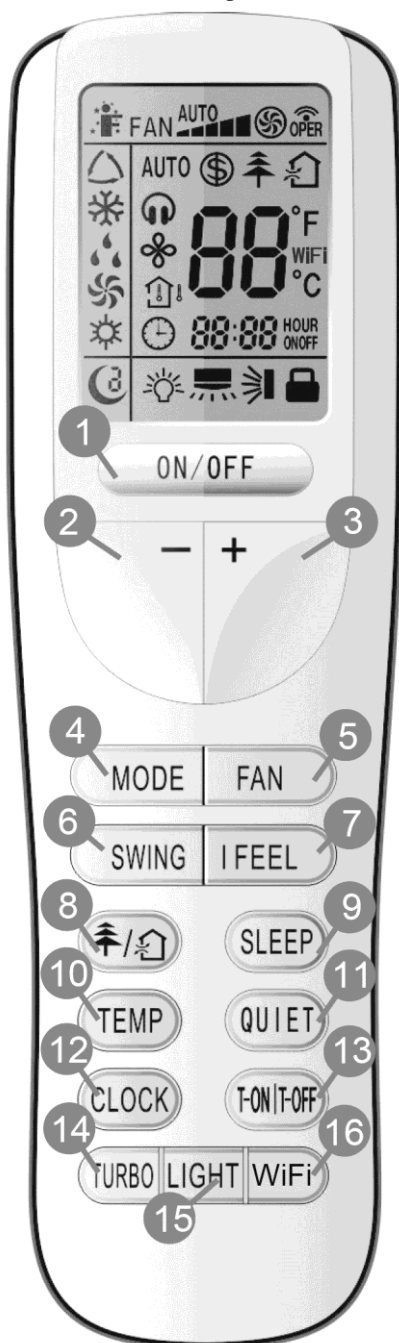 FAN AUTO OPER
AUTO
88 °F
WiFi
°C
88:88 HOUR
ON OFF
1
ON/OFF
2 3
- +
4 5
MODE FAN
6 7
SWING I FEEL
8 9
/ SLEEP
10 11
TEMP QUIET
12 13
CLOCK T-ON|T-OFF
14 16
TURBO LIGHT WiFi
15